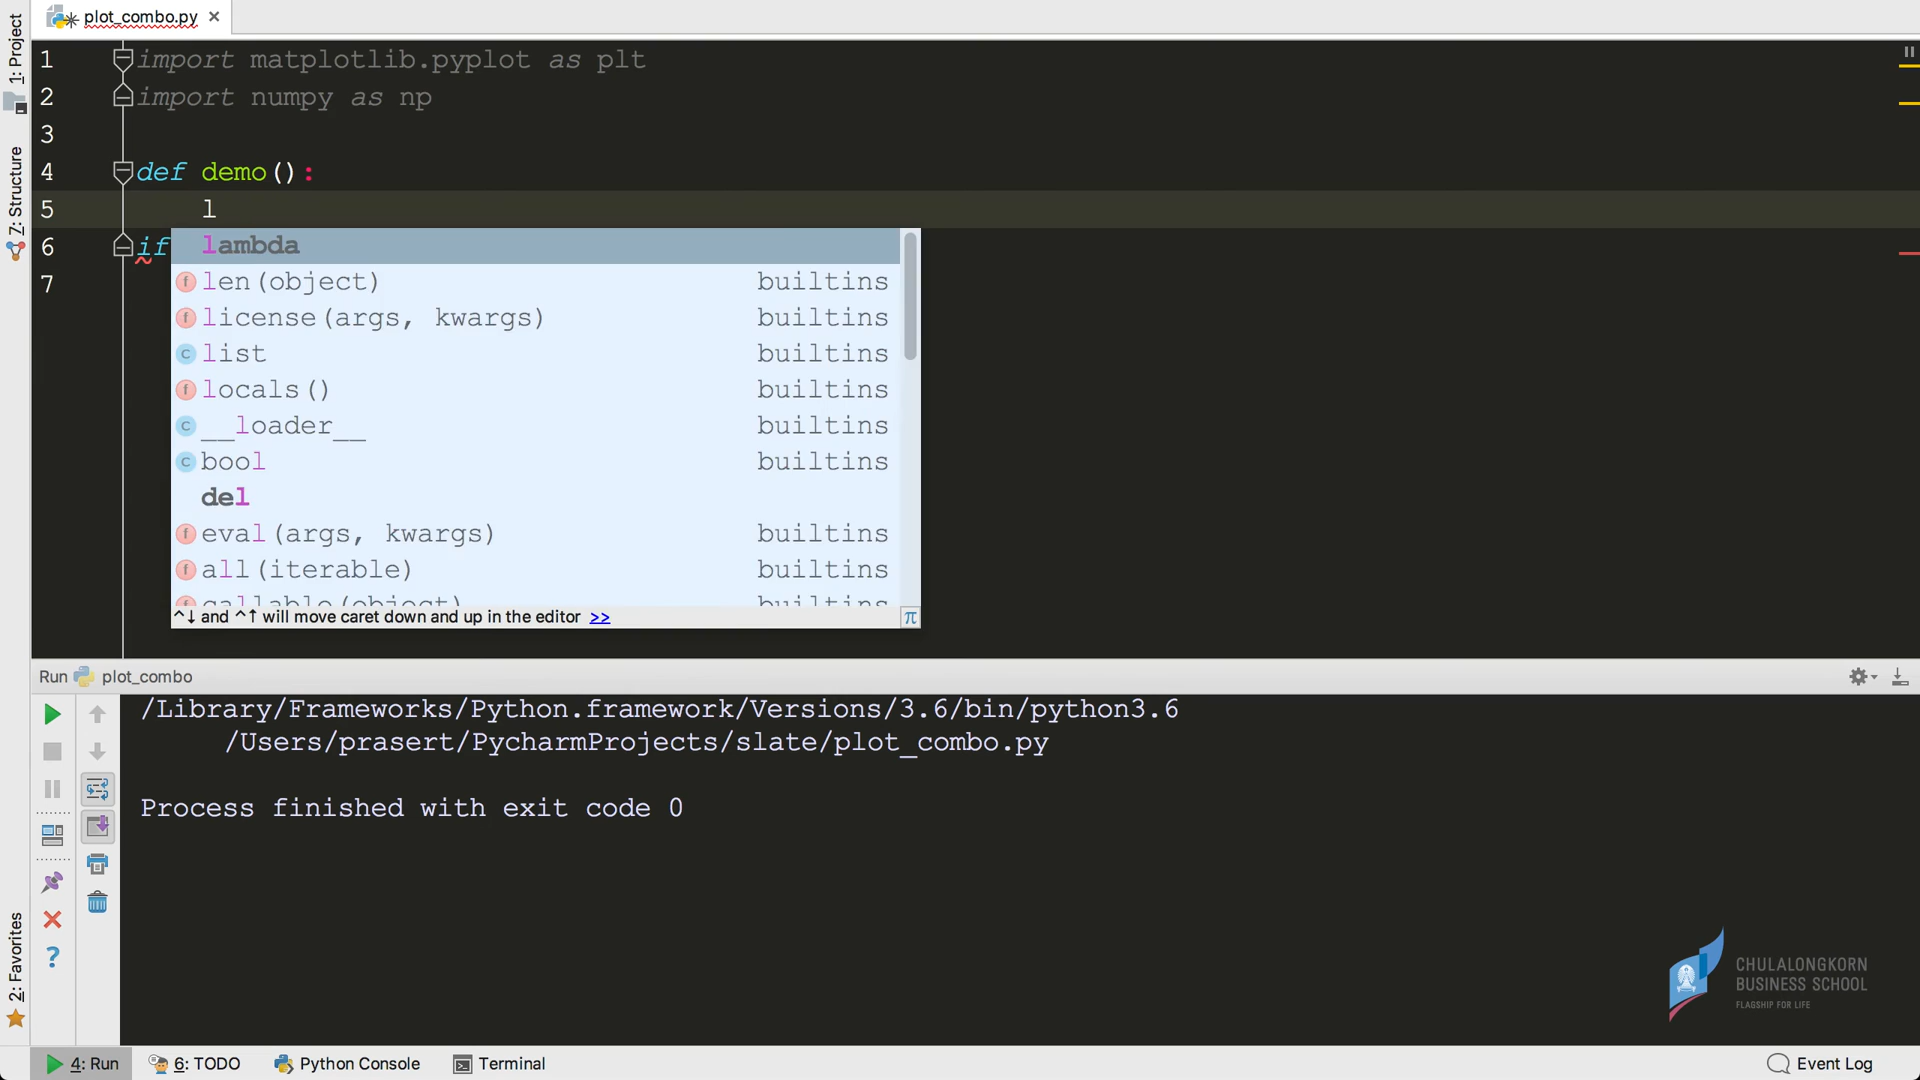 plot_combo.py
1: Project
Z: Structure
2: Favorites
1 import matplotlib.pyplot as plt
2 import numpy as np
3
4 def demo():
5 l
6 if
7
lambda
len(object) builtins
license(args, kwargs) builtins
list builtins
locals() builtins
__loader__ builtins
bool builtins
del
eval(args, kwargs) builtins
all(iterable) builtins
callable(object) builtins
^↓ and ^↑ will move caret down and up in the editor >>
π
Run plot_combo
/Library/Frameworks/Python.framework/Versions/3.6/bin/python3.6
/Users/prasert/PycharmProjects/slate/plot_combo.py
Process finished with exit code 0
CHULALONGKORN
BUSINESS SCHOOL
FLAGSHIP FOR LIFE
4: Run 6: TODO Python Console Terminal Event Log